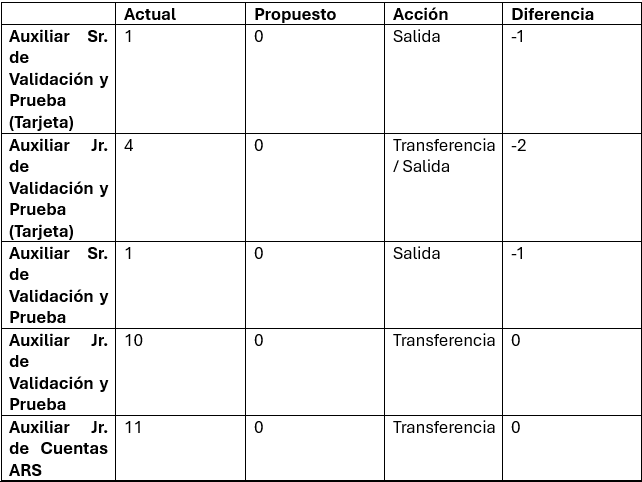 Actual Propuesto Acción Diferencia
Auxiliar Sr. 1 0 Salida -1
de
Validación y
Prueba
(Tarjeta)
Auxiliar Jr. 4 0 Transferencia -2
de / Salida
Validación y
Prueba
(Tarjeta)
Auxiliar Sr. 1 0 Salida -1
de
Validación y
Prueba
Auxiliar Jr. 10 0 Transferencia 0
de
Validación y
Prueba
Auxiliar Jr. 11 0 Transferencia 0
de Cuentas
ARS